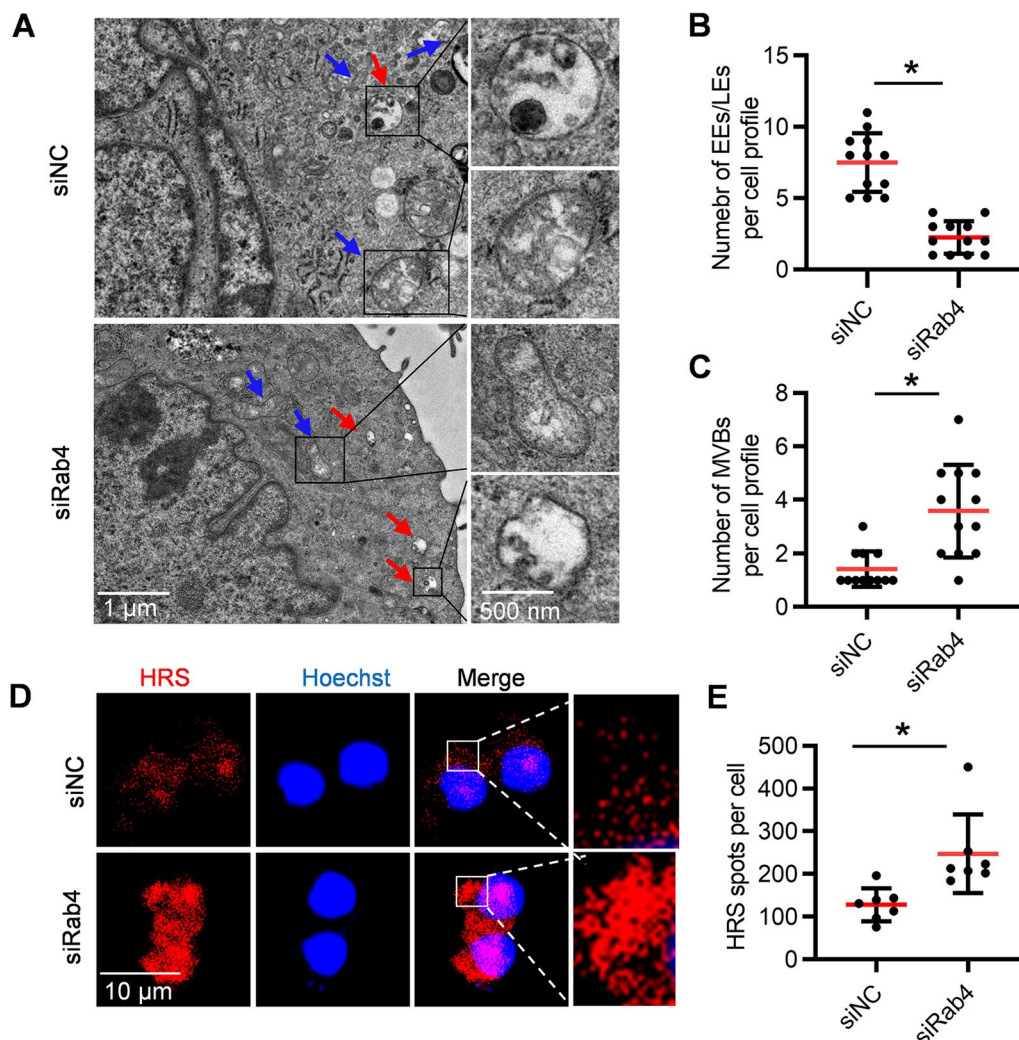 A
siNC
siRab4
1 µm
500 nm
B
Numebr of EEs/LEs
per cell profile
15
10
5
0
*
siNC
siRab4
C
Number of MVBs
per cell profile
8
6
4
2
0
*
siNC
siRab4
D
HRS
Hoechst
Merge
siNC
siRab4
10 µm
E
HRS spots per cell
500
400
300
200
100
0
*
siNC
siRab4